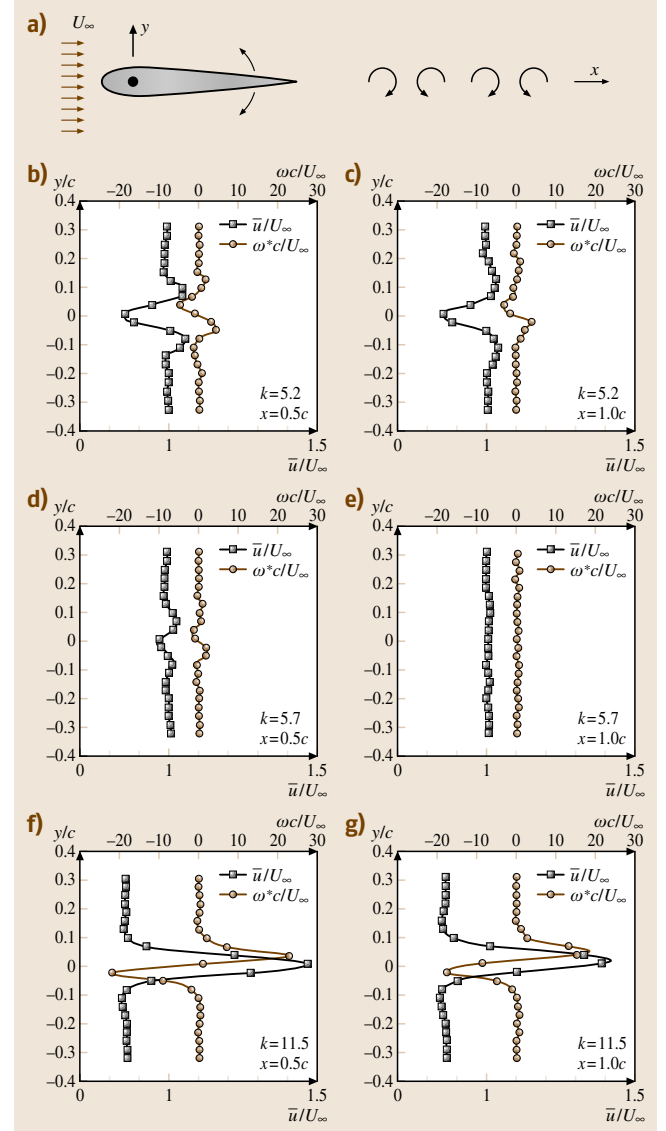 a)
U∞
y
x
b)
y/c
ωc/U∞
−20 −10 0 10 20 30
0.4
0.3
0.2
0.1
0
−0.1
−0.2
−0.3
−0.4
u̅/U∞
ω*c/U∞
k=5.2
x=0.5c
0 1 1.5
u̅/U∞
c)
y/c
ωc/U∞
−20 −10 0 10 20 30
0.4
0.3
0.2
0.1
0
−0.1
−0.2
−0.3
−0.4
u̅/U∞
ω*c/U∞
k=5.2
x=1.0c
0 1 1.5
u̅/U∞
d)
y/c
ωc/U∞
−20 −10 0 10 20 30
0.4
0.3
0.2
0.1
0
−0.1
−0.2
−0.3
−0.4
u̅/U∞
ω*c/U∞
k=5.7
x=0.5c
0 1 1.5
u̅/U∞
e)
y/c
ωc/U∞
−20 −10 0 10 20 30
0.4
0.3
0.2
0.1
0
−0.1
−0.2
−0.3
−0.4
u̅/U∞
ω*c/U∞
k=5.7
x=1.0c
0 1 1.5
u̅/U∞
f)
y/c
ωc/U∞
−20 −10 0 10 20 30
0.4
0.3
0.2
0.1
0
−0.1
−0.2
−0.3
−0.4
u̅/U∞
ω*c/U∞
k=11.5
x=0.5c
0 1 1.5
u̅/U∞
g)
y/c
ωc/U∞
−20 −10 0 10 20 30
0.4
0.3
0.2
0.1
0
−0.1
−0.2
−0.3
−0.4
u̅/U∞
ω*c/U∞
k=11.5
x=1.0c
0 1 1.5
u̅/U∞